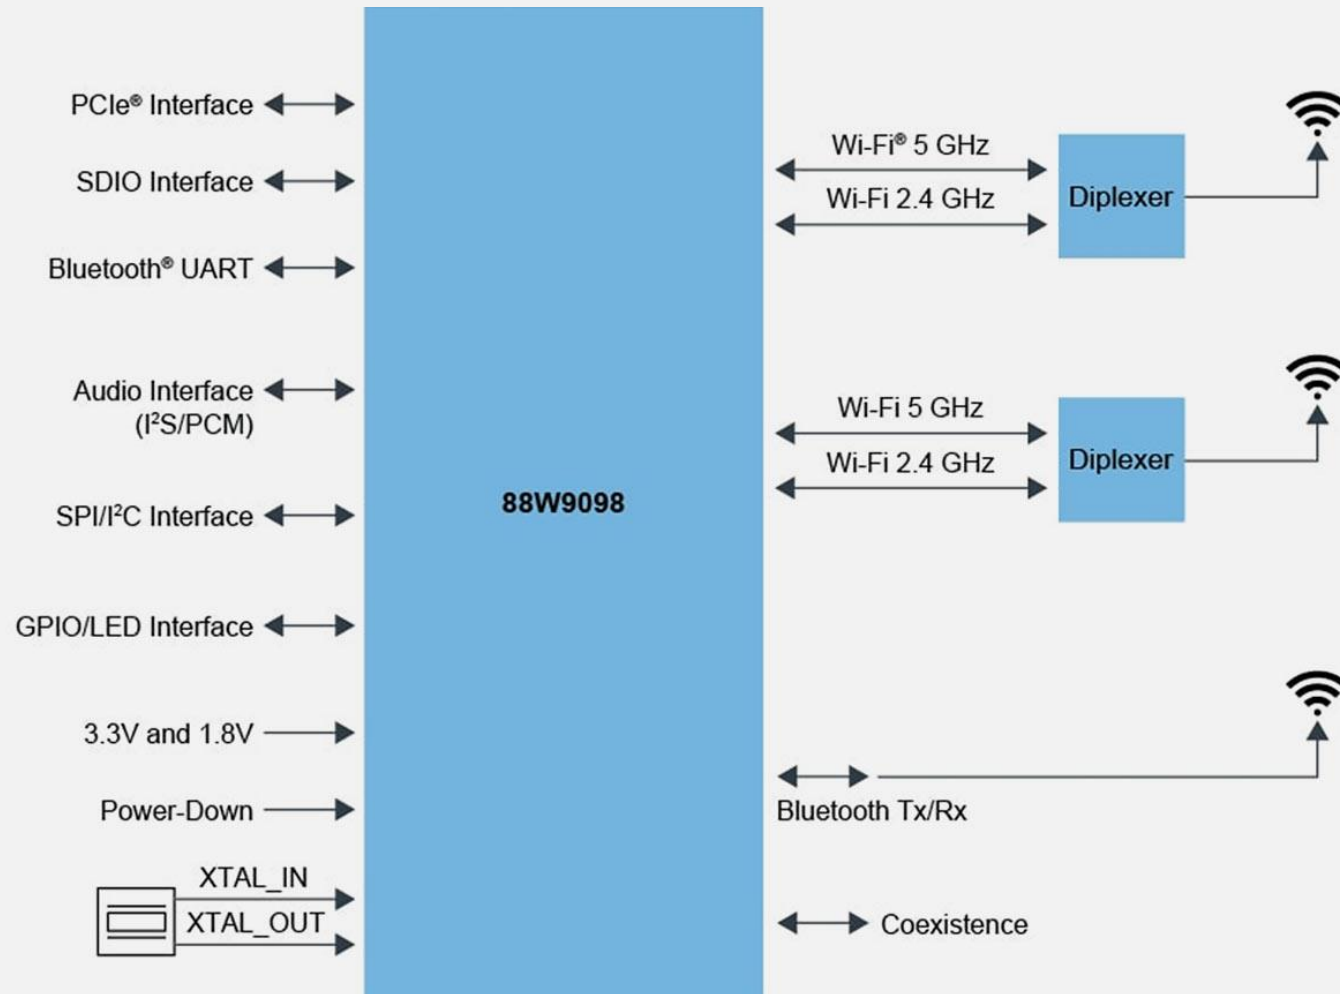 PCIe® Interface
SDIO Interface
Bluetooth® UART
Audio Interface
(I²S/PCM)
SPI/I²C Interface
GPIO/LED Interface
3.3V and 1.8V
Power-Down
XTAL_IN
XTAL_OUT
88W9098
Wi-Fi® 5 GHz
Wi-Fi 2.4 GHz
Diplexer
Wi-Fi 5 GHz
Wi-Fi 2.4 GHz
Diplexer
Bluetooth Tx/Rx
Coexistence